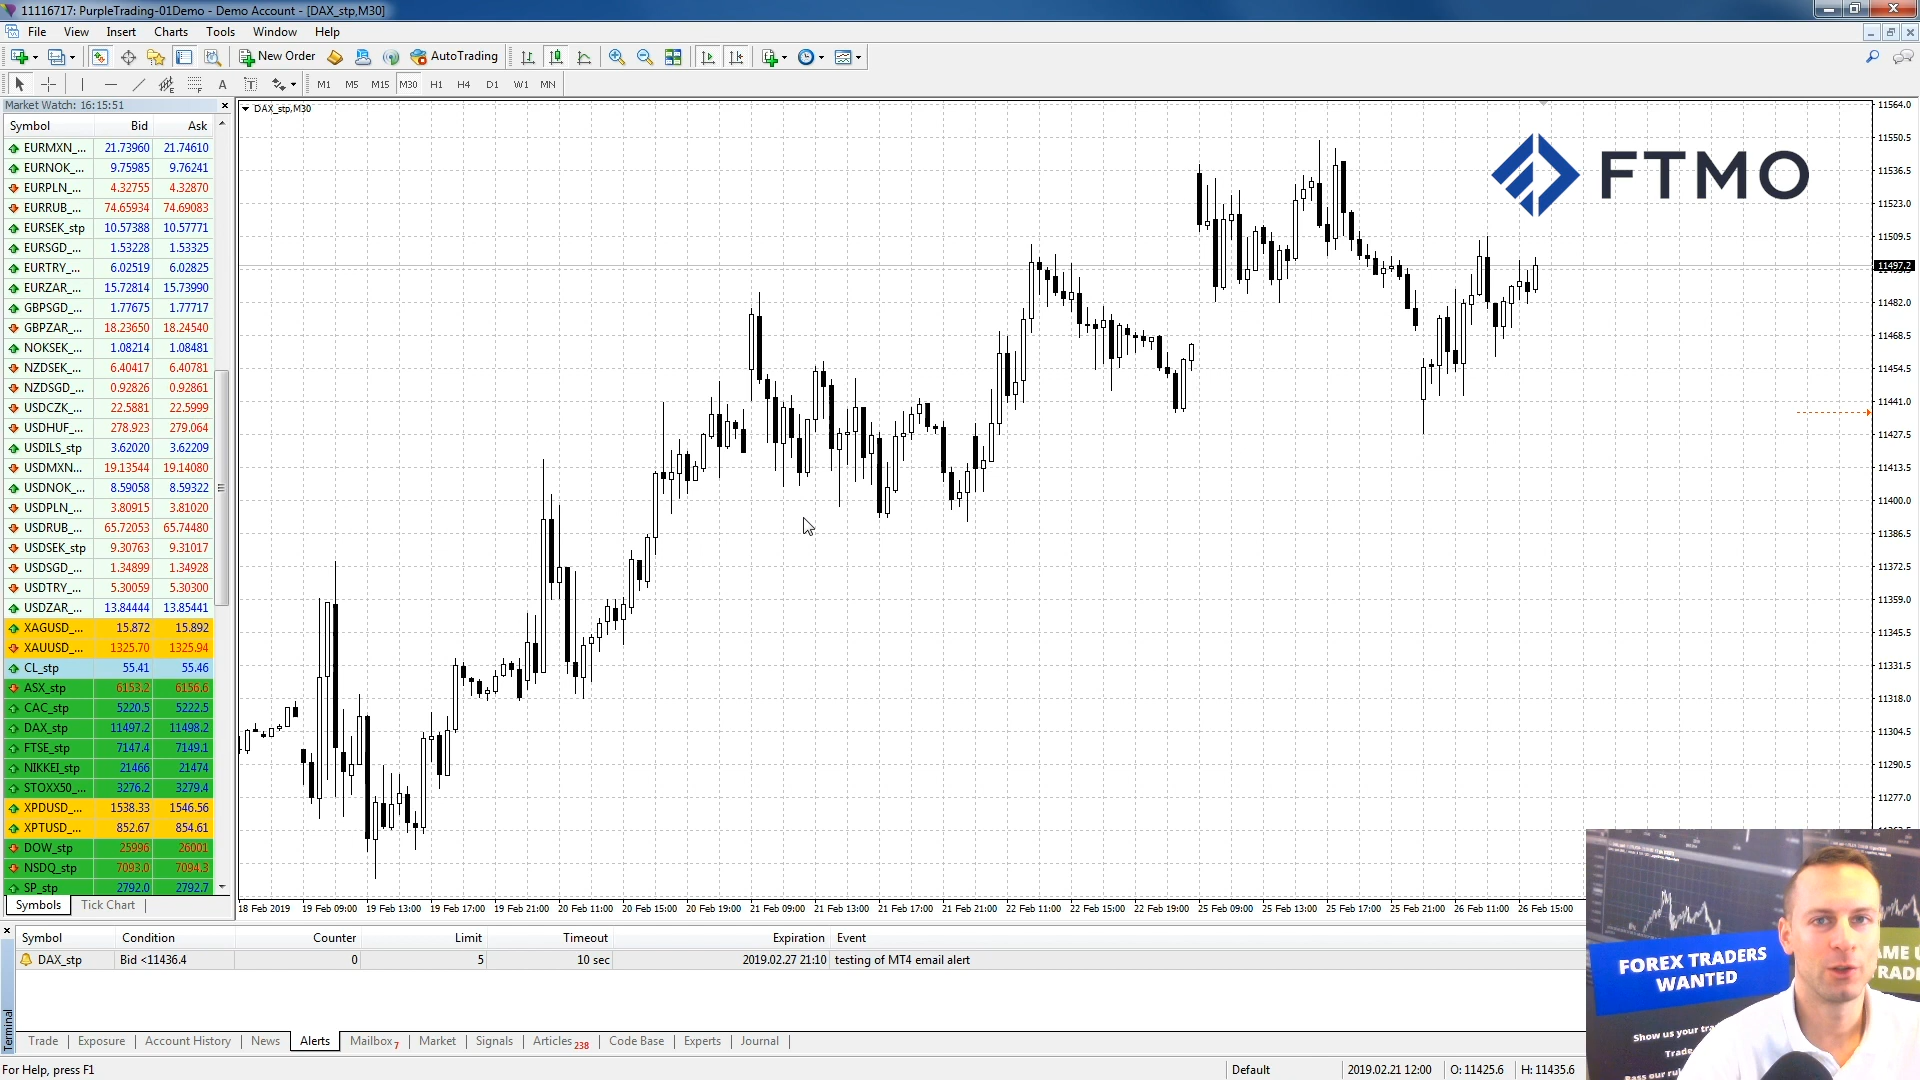 11116717: PurpleTrading-01Demo - Demo Account - [DAX_stp,M30]
File View Insert Charts Tools Window Help
New Order AutoTrading
A T M1 M5 M15 M30 H1 H4 D1 W1 MN
Market Watch: 16:15:51
Symbol Bid Ask
EURMXN_... 21.73960 21.74610
EURNOK_... 9.75985 9.76241
EURPLN_... 4.32755 4.32870
EURRUB_... 74.65934 74.69083
EURSEK_stp 10.57388 10.57771
EURSGD_... 1.53228 1.53325
EURTRY_... 6.02519 6.02825
EURZAR_... 15.72814 15.73990
GBPSGD_... 1.77675 1.77717
GBPZAR_... 18.23650 18.24540
NOKSEK_... 1.08214 1.08481
NZDSEK_... 6.40417 6.40781
NZDSGD_... 0.92826 0.92861
USDCZK_... 22.5881 22.5999
USDHUF_... 278.923 279.064
USDILS_stp 3.62020 3.62209
USDMXN... 19.13544 19.14080
USDNOK_... 8.59058 8.59322
USDPLN_... 3.80915 3.81020
USDRUB_... 65.72053 65.74480
USDSEK_stp 9.30763 9.31017
USDSGD_... 1.34899 1.34928
USDTRY_... 5.30059 5.30300
USDZAR_... 13.84444 13.85441
XAGUSD_... 15.872 15.892
XAUUSD_... 1325.70 1325.94
CL_stp 55.41 55.46
ASX_stp 6153.2 6156.6
CAC_stp 5220.5 5222.5
DAX_stp 11497.2 11498.2
FTSE_stp 7147.4 7149.1
NIKKEI_stp 21466 21474
STOXX50_... 3276.2 3279.4
XPDUSD_... 1538.33 1546.56
XPTUSD_... 852.67 854.61
DOW_stp 25996 26001
NSDQ_stp 7093.0 7094.3
SP_stp 2792.0 2792.7
Symbols Tick Chart
DAX_stp,M30
FTMO
11564.0
11550.5
11536.5
11523.0
11509.5
11497.2
11482.0
11468.5
11454.5
11441.0
11427.5
11413.5
11400.0
11386.5
11372.5
11359.0
11345.5
11331.5
11318.0
11304.5
11290.5
11277.0
18 Feb 2019 19 Feb 09:00 19 Feb 13:00 19 Feb 17:00 19 Feb 21:00 20 Feb 11:00 20 Feb 15:00 20 Feb 19:00 21 Feb 09:00 21 Feb 13:00 21 Feb 17:00 21 Feb 21:00 22 Feb 11:00 22 Feb 15:00 22 Feb 19:00 25 Feb 09:00 25 Feb 13:00 25 Feb 17:00 25 Feb 21:00 26 Feb 11:00 26 Feb 15:00
Symbol Condition Counter Limit Timeout Expiration Event
DAX_stp Bid <11436.4 0 5 10 sec 2019.02.27 21:10 testing of MT4 email alert
Terminal
Trade Exposure Account History News Alerts Mailbox 7 Market Signals Articles 238 Code Base Experts Journal
For Help, press F1 Default 2019.02.21 12:00 O: 11425.6 H: 11435.6
FOREX TRADERS
WANTED
Show us your